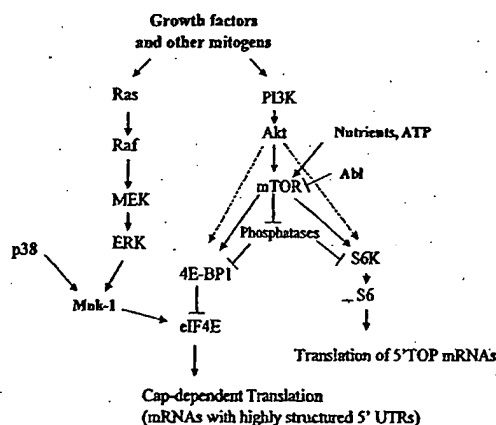 Growth factors
and other mitogens
Ras
PI3K
Raf
Akt
Nutrients, ATP
MEK
mTOR
Abl
ERK
Phosphatases
p38
4E-BP1
S6K
Mnk-1
eIF4E
S6
Translation of 5'TOP mRNAs
Cap-dependent Translation
(mRNAs with highly structured 5' UTRs)